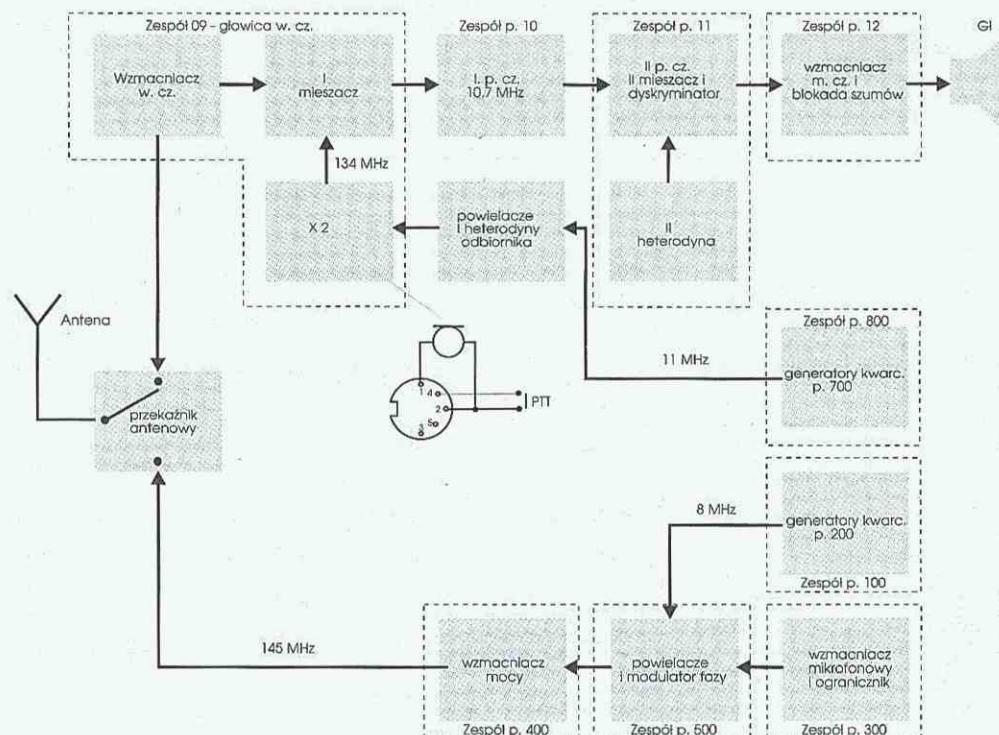 Zespół 09 - głowica w. cz.
Zespół p. 10
Zespół p. 11
Zespół p. 12
Gł
Wzmacniacz
w. cz.
I
mieszacz
I. p. cz.
10,7 MHz
II p. cz.
II mieszacz i
dyskryminator
wzmacniacz
m. cz. i
blokada szumów
134 MHz
X 2
powielacze
I heterodyny
odbiornika
II
heterodyna
Antena
Zespół p. 800
11 MHz
generatory kwarc.
p. 700
1
4
2
5
3
PTT
przekaźnik
antenowy
8 MHz
generatory kwarc.
p. 200
Zespół p. 100
145 MHz
wzmacniacz
mocy
powielacze
i modulator fazy
wzmacniacz
mikrofonowy
i ogranicznik
Zespół p. 400
Zespół p. 500
Zespół p. 300